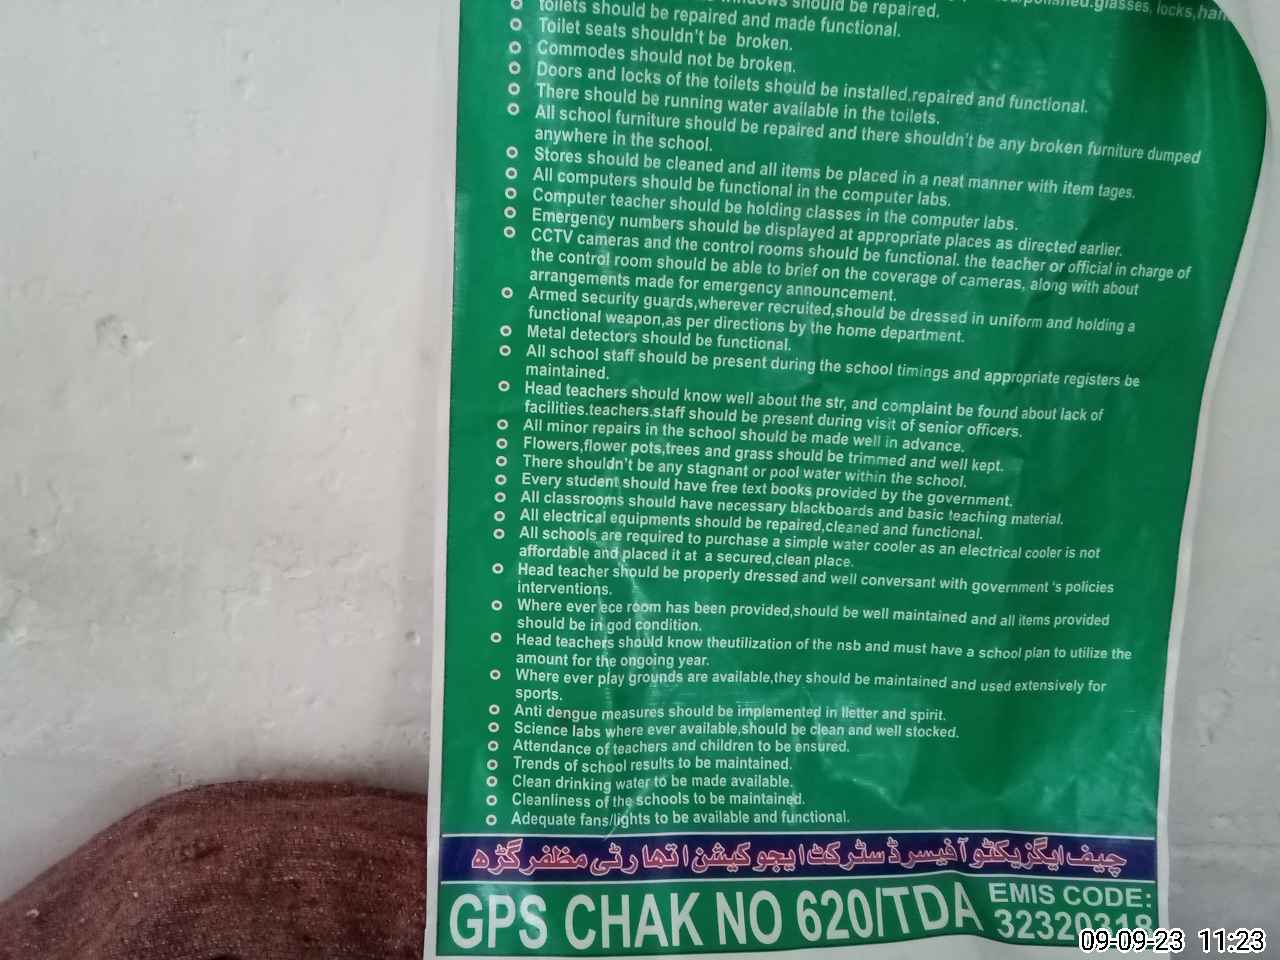 windows should be repaired. glasses, locks,han
toilets should be repaired and made functional.
Toilet seats shouldn't be broken.
Commodes should not be broken.
Doors and locks of the toilets should be installed,repaired and functional.
There should be running water available in the toilets.
All school furniture should be repaired and there shouldn't be any broken furniture dumped
anywhere in the school.
Stores should be cleaned and all items be placed in a neat manner with item tages.
All computers should be functional in the computer labs.
Computer teacher should be holding classes in the computer labs.
Emergency numbers should be displayed at appropriate places as directed earlier.
CCTV cameras and the control rooms should be functional. the teacher or official in charge of
the control room should be able to brief on the coverage of cameras, along with about
arrangements made for emergency announcement.
Armed security guards,wherever recruited,should be dressed in uniform and holding a
functional weapon,as per directions by the home department.
Metal detectors should be functional.
All school staff should be present during the school timings and appropriate registers be
maintained.
Head teachers should know well about the str, and complaint be found about lack of
facilities.teachers.staff should be present during visit of senior officers.
All minor repairs in the school should be made well in advance.
Flowers,flower pots,trees and grass should be trimmed and well kept.
There shouldn't be any stagnant or pool water within the school.
Every student should have free text books provided by the government.
All classrooms should have necessary blackboards and basic teaching material.
All electrical equipments should be repaired,cleaned and functional.
All schools are required to purchase a simple water cooler as an electrical cooler is not
affordable and placed it at a secured,clean place.
Head teacher should be properly dressed and well conversant with government 's policies
interventions.
Where ever ece room has been provided,should be well maintained and all items provided
should be in god condition.
Head teachers should know theutilization of the nsb and must have a school plan to utilize the
amount for the ongoing year.
Where ever play grounds are available,they should be maintained and used extensively for
sports.
Anti dengue measures should be implemented in lletter and spirit.
Science labs where ever available,should be clean and well stocked.
Attendance of teachers and children to be ensured.
Trends of school results to be maintained.
Clean drinking water to be made available.
Cleanliness of the schools to be maintained.
Adequate fans/lights to be available and functional.
چیف ایگزیکٹو آفیسر ڈسٹرکٹ ایجوکیشن اتھارٹی مظفر گڑھ
GPS CHAK NO 620/TDA
EMIS CODE:
32320318
09-09-23 11:23